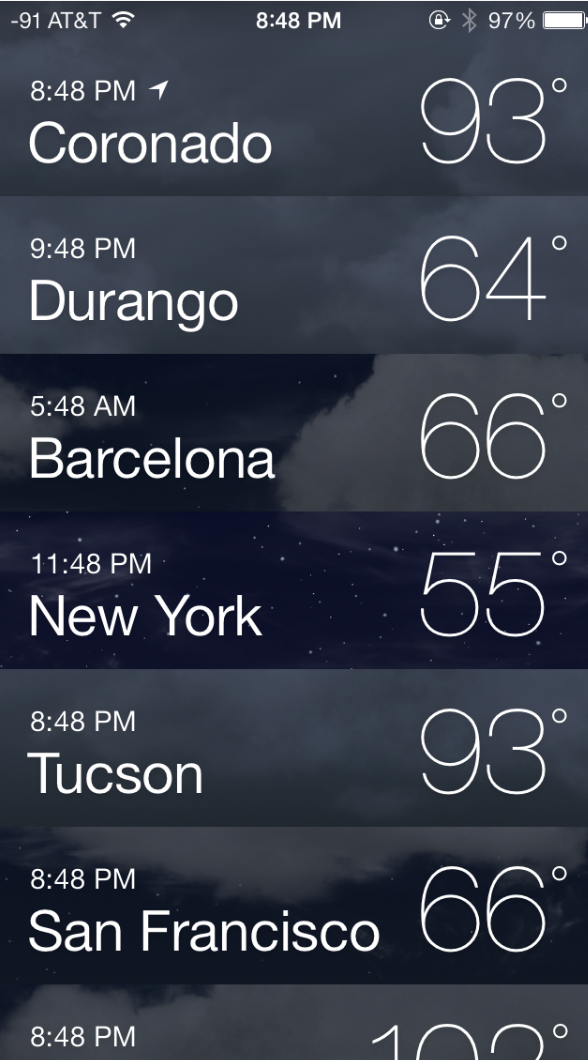 -91 AT&T 8:48 PM 97%
8:48 PM
Coronado 93°
9:48 PM
Durango 64°
5:48 AM
Barcelona 66°
11:48 PM
New York 55°
8:48 PM
Tucson 93°
8:48 PM
San Francisco 66°
8:48 PM